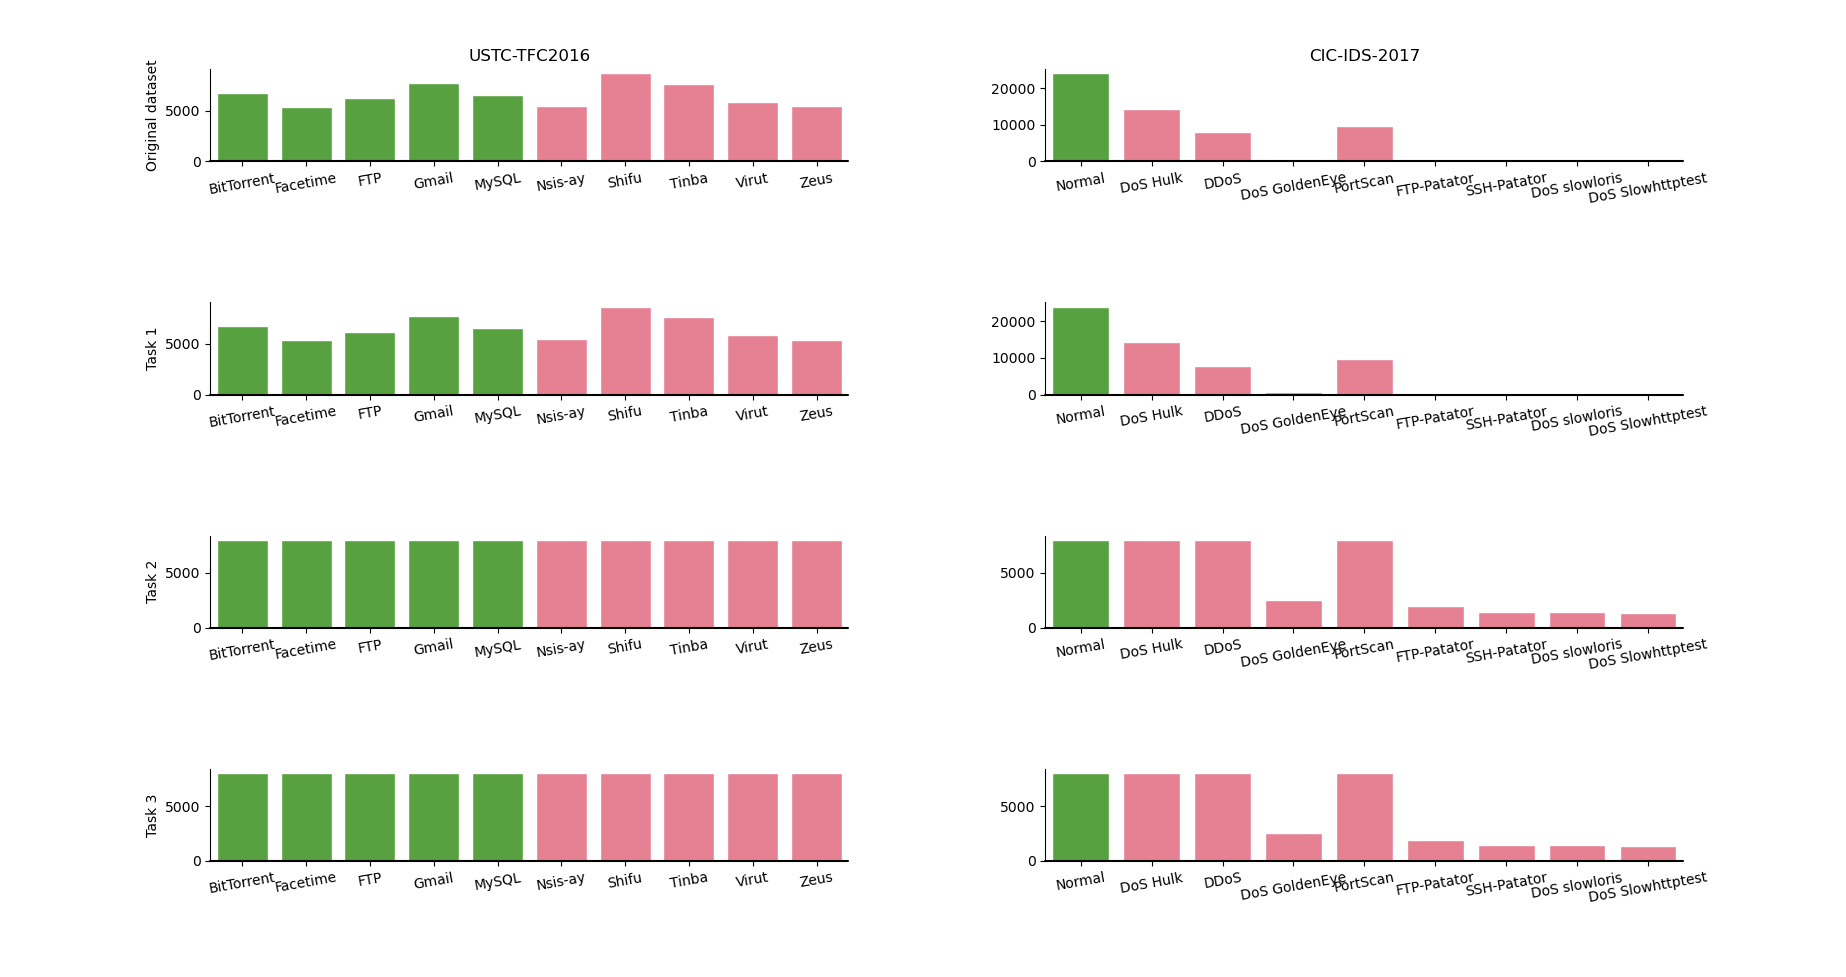 USTC-TFC2016
Original dataset
5000
0
BitTorrent Facetime FTP Gmail MySQL Nsis-ay Shifu Tinba Virut Zeus
CIC-IDS-2017
20000
10000
0
Normal DoS Hulk DDoS DoS GoldenEye PortScan FTP-Patator SSH-Patator DoS slowloris DoS Slowhttptest
Task 1
5000
0
BitTorrent Facetime FTP Gmail MySQL Nsis-ay Shifu Tinba Virut Zeus
20000
10000
0
Normal DoS Hulk DDoS DoS GoldenEye PortScan FTP-Patator SSH-Patator DoS slowloris DoS Slowhttptest
Task 2
5000
0
BitTorrent Facetime FTP Gmail MySQL Nsis-ay Shifu Tinba Virut Zeus
5000
0
Normal DoS Hulk DDoS DoS GoldenEye PortScan FTP-Patator SSH-Patator DoS slowloris DoS Slowhttptest
Task 3
5000
0
BitTorrent Facetime FTP Gmail MySQL Nsis-ay Shifu Tinba Virut Zeus
5000
0
Normal DoS Hulk DDoS DoS GoldenEye PortScan FTP-Patator SSH-Patator DoS slowloris DoS Slowhttptest